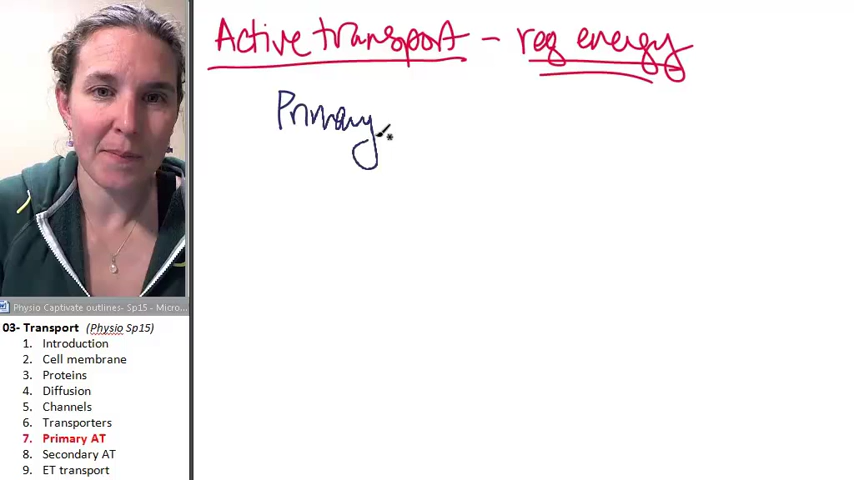 Active transport - req energy
Primary
Physio Captivate outlines- Sp15 - Micro...
03- Transport (Physio Sp15)
1. Introduction
2. Cell membrane
3. Proteins
4. Diffusion
5. Channels
6. Transporters
7. Primary AT
8. Secondary AT
9. ET transport